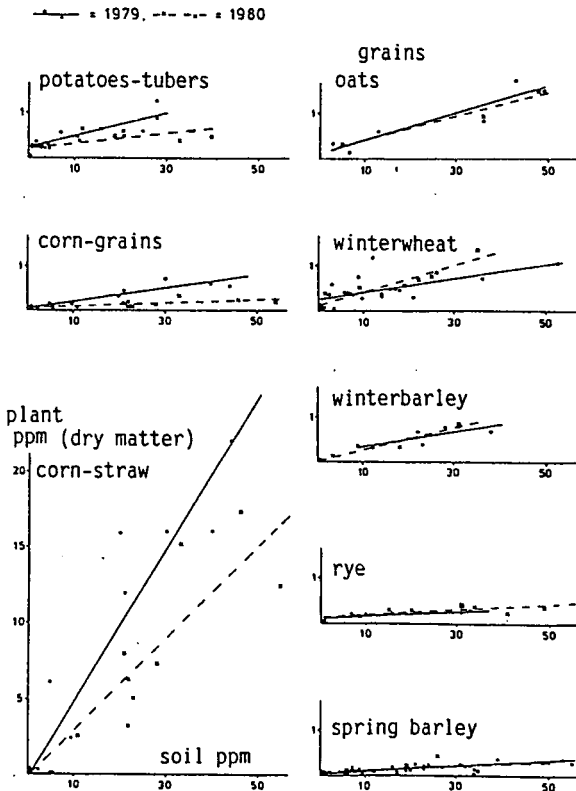 = 1979, = 1980
potatoes-tubers
1
10 30 50
grains
oats
1
10 30 50
corn-grains
1
10 30 50
winterwheat
1
10 30 50
winterbarley
1
10 30 50
plant
ppm (dry matter)
corn-straw
20
15
10
5
soil ppm
10 30 50
rye
1
10 30 50
spring barley
1
10 30 50